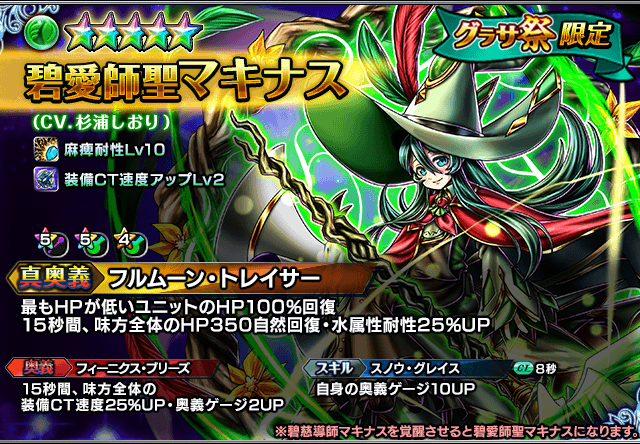 グラサ祭限定
碧愛師聖マキナス
(CV.杉浦しおり)
麻痺耐性Lv10
装備CT速度アップLv2
5 5 4
真奥義 フルムーン・トレイサー
最もHPが低いユニットのHP100%回復
15秒間、味方全体のHP350自然回復・水属性耐性25%UP
奥義 フィーニクス・ブリーズ
15秒間、味方全体の
装備CT速度25%UP・奥義ゲージ2UP
スキル スノウ・グレイス CT 8秒
自身の奥義ゲージ10UP
※碧慈導師マキナスを覚醒させると碧愛師聖マキナスになります。